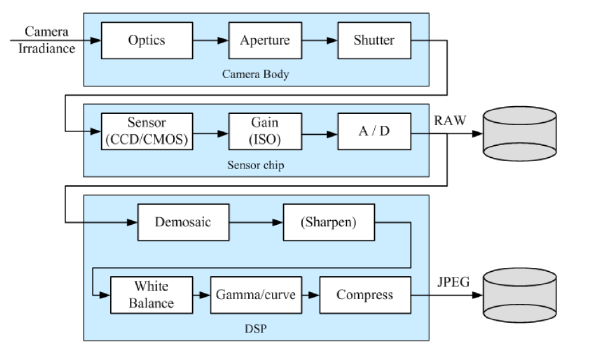 Camera
Irradiance
Optics
Aperture
Shutter
Camera Body
Sensor
(CCD/CMOS)
Gain
(ISO)
A / D
RAW
Sensor chip
Demosaic
(Sharpen)
White
Balance
Gamma/curve
Compress
JPEG
DSP